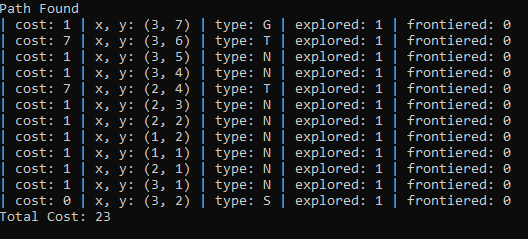 Path Found
| cost: 1 | x, y: (3, 7) | type: G | explored: 1 | frontiered: 0
| cost: 7 | x, y: (3, 6) | type: T | explored: 1 | frontiered: 0
| cost: 1 | x, y: (3, 5) | type: N | explored: 1 | frontiered: 0
| cost: 1 | x, y: (3, 4) | type: N | explored: 1 | frontiered: 0
| cost: 7 | x, y: (2, 4) | type: T | explored: 1 | frontiered: 0
| cost: 1 | x, y: (2, 3) | type: N | explored: 1 | frontiered: 0
| cost: 1 | x, y: (2, 2) | type: N | explored: 1 | frontiered: 0
| cost: 1 | x, y: (1, 2) | type: N | explored: 1 | frontiered: 0
| cost: 1 | x, y: (1, 1) | type: N | explored: 1 | frontiered: 0
| cost: 1 | x, y: (2, 1) | type: N | explored: 1 | frontiered: 0
| cost: 1 | x, y: (3, 1) | type: N | explored: 1 | frontiered: 0
| cost: 0 | x, y: (3, 2) | type: S | explored: 1 | frontiered: 0
Total Cost: 23